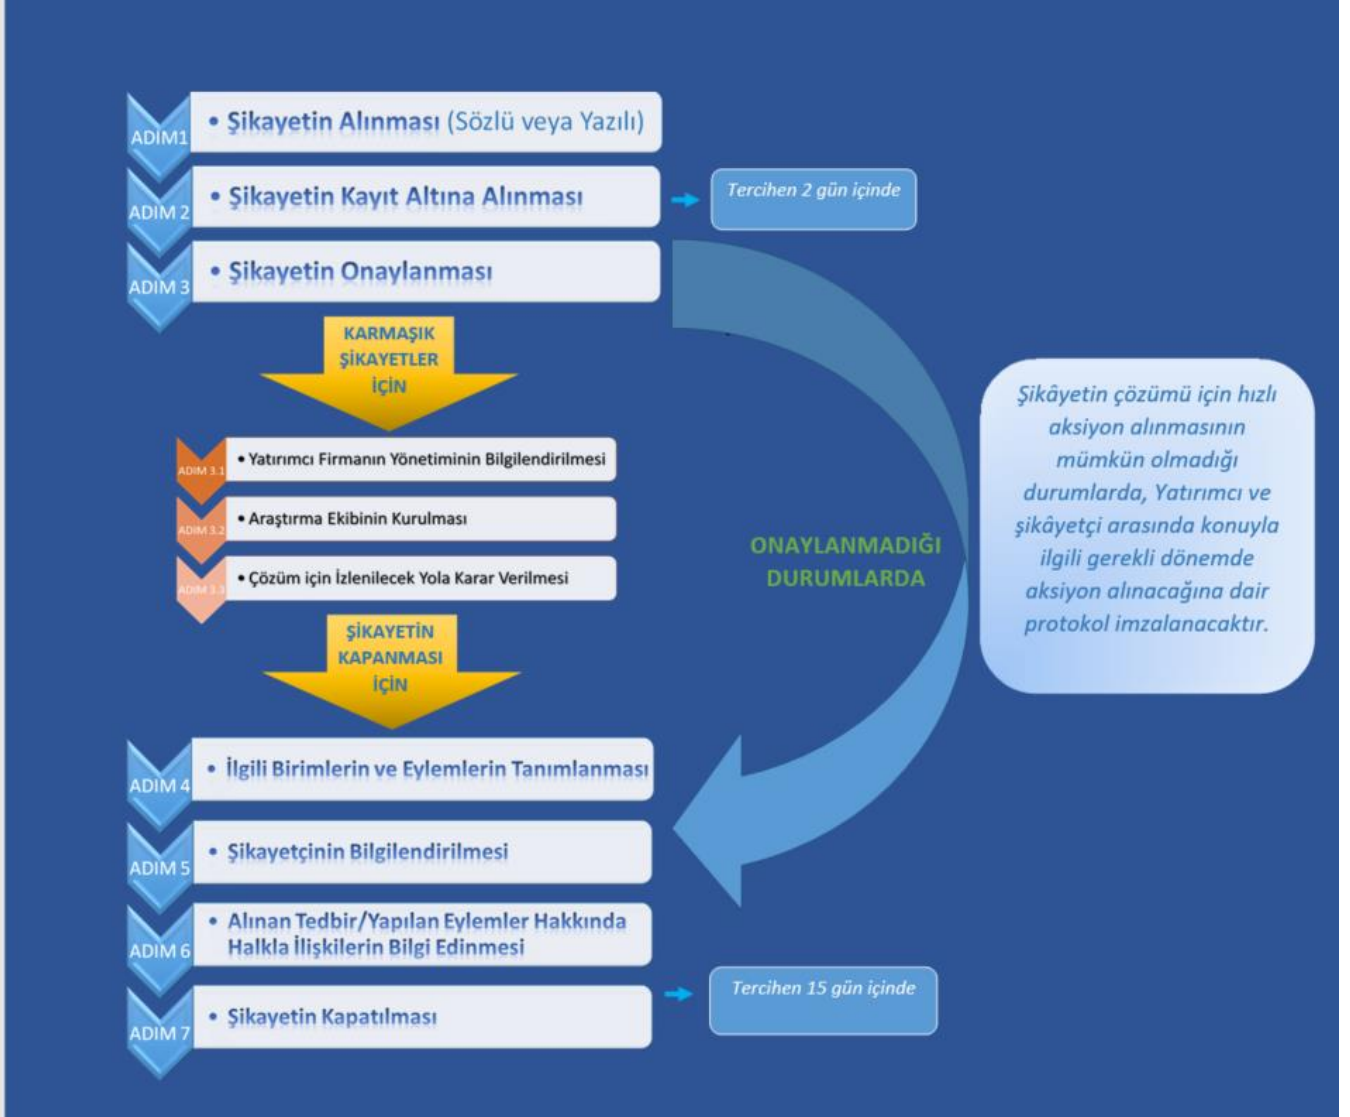 ADIM1
• Şikayetin Alınması (Sözlü veya Yazılı)
ADIM 2
• Şikayetin Kayıt Altına Alınması
Tercihen 2 gün içinde
ADIM 3
• Şikayetin Onaylanması
KARMAŞIK
ŞİKAYETLER
İÇİN
ADIM 3.1
• Yatırımcı Firmanın Yönetiminin Bilgilendirilmesi
ADIM 3.2
• Araştırma Ekibinin Kurulması
ADIM 3.3
• Çözüm için İzlenilecek Yola Karar Verilmesi
ONAYLANMADIĞI
DURUMLARDA
Şikâyetin çözümü için hızlı
aksiyon alınmasının
mümkün olmadığı
durumlarda, Yatırımcı ve
şikâyetçi arasında konuyla
ilgili gerekli dönemde
aksiyon alınacağına dair
protokol imzalanacaktır.
ŞİKAYETİN
KAPANMASI
İÇİN
ADIM 4
• İlgili Birimlerin ve Eylemlerin Tanımlanması
ADIM 5
• Şikayetçinin Bilgilendirilmesi
ADIM 6
• Alınan Tedbir/Yapılan Eylemler Hakkında
Halkla İlişkilerin Bilgi Edinmesi
ADIM 7
• Şikayetin Kapatılması
Tercihen 15 gün içinde